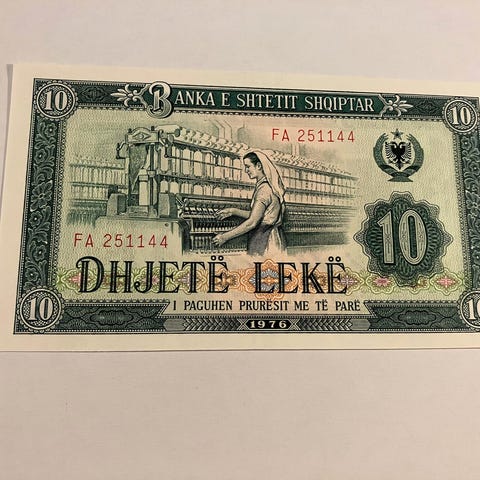 10 BANKA E SHTETIT SHQIPTAR 10
FA 251144
10
FA 251144
DHJETË LEKË
I PAGUHEN PRURËSIT ME TË PARË
10 1976 10